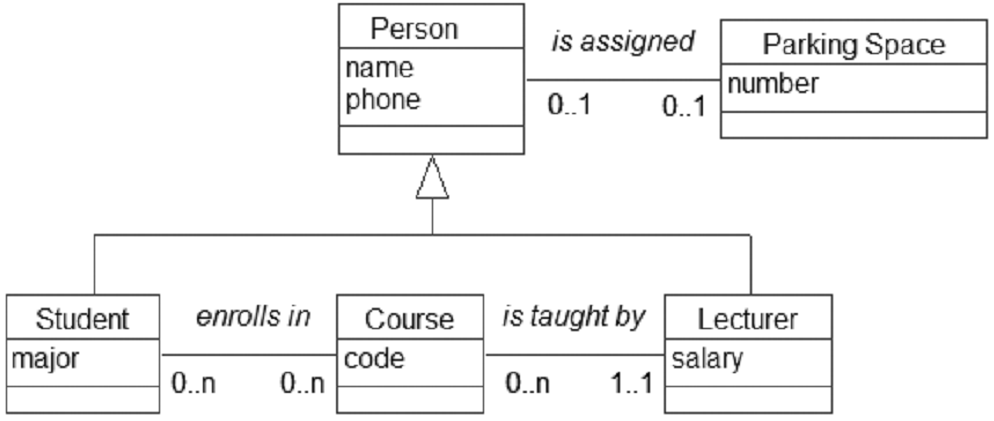 Person
name
phone
is assigned
0..1
0..1
Parking Space
number
Student
major
enrolls in
0..n
0..n
Course
code
is taught by
0..n
1..1
Lecturer
salary